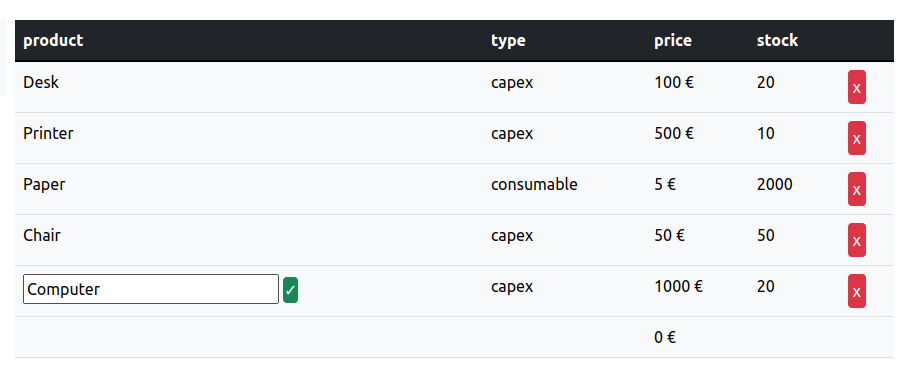 product type price stock
Desk capex 100 € 20 x
Printer capex 500 € 10 x
Paper consumable 5 € 2000 x
Chair capex 50 € 50 x
Computer ✓ capex 1000 € 20 x
0 €